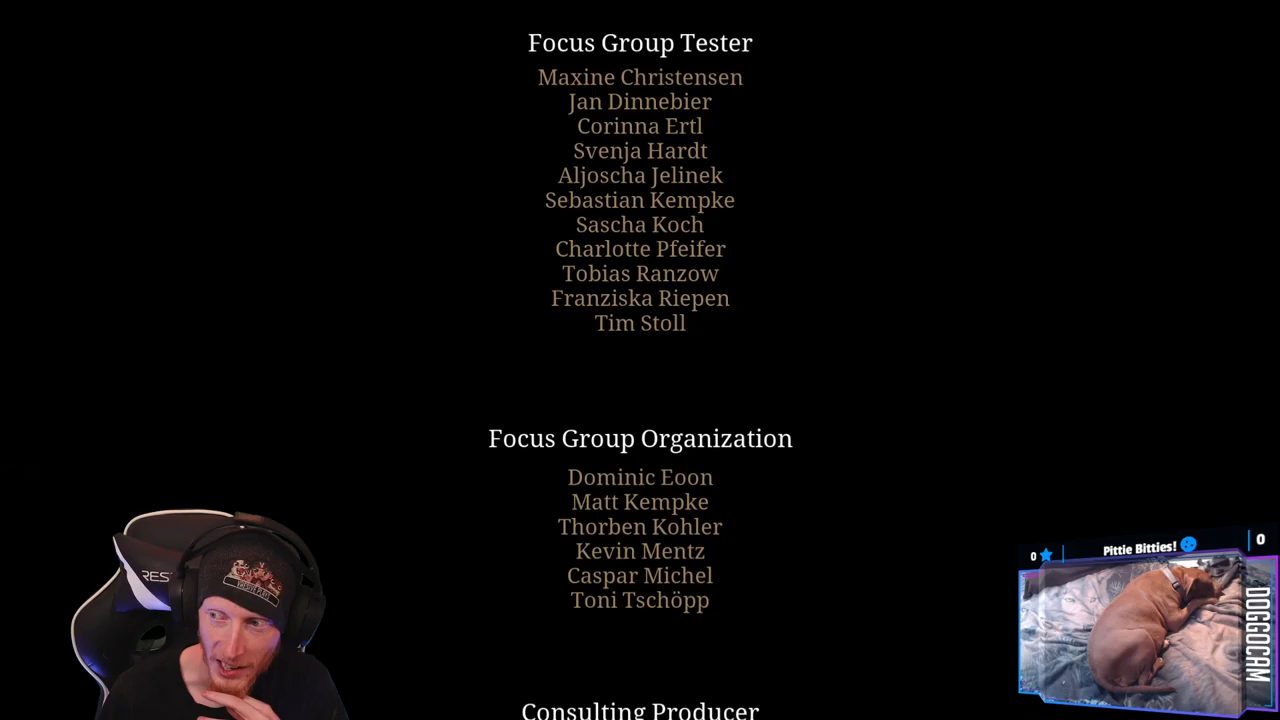 Focus Group Tester
Maxine Christensen
Jan Dinnebier
Corinna Ertl
Svenja Hardt
Aljoscha Jelinek
Sebastian Kempke
Sascha Koch
Charlotte Pfeifer
Tobias Ranzow
Franziska Riepen
Tim Stoll
Focus Group Organization
Dominic Eoon
Matt Kempke
Thorben Kohler
Kevin Mentz
Caspar Michel
Toni Tschöpp
Consulting Producer
RES
0
Pittie Bitties!
0
DOGGOCAM